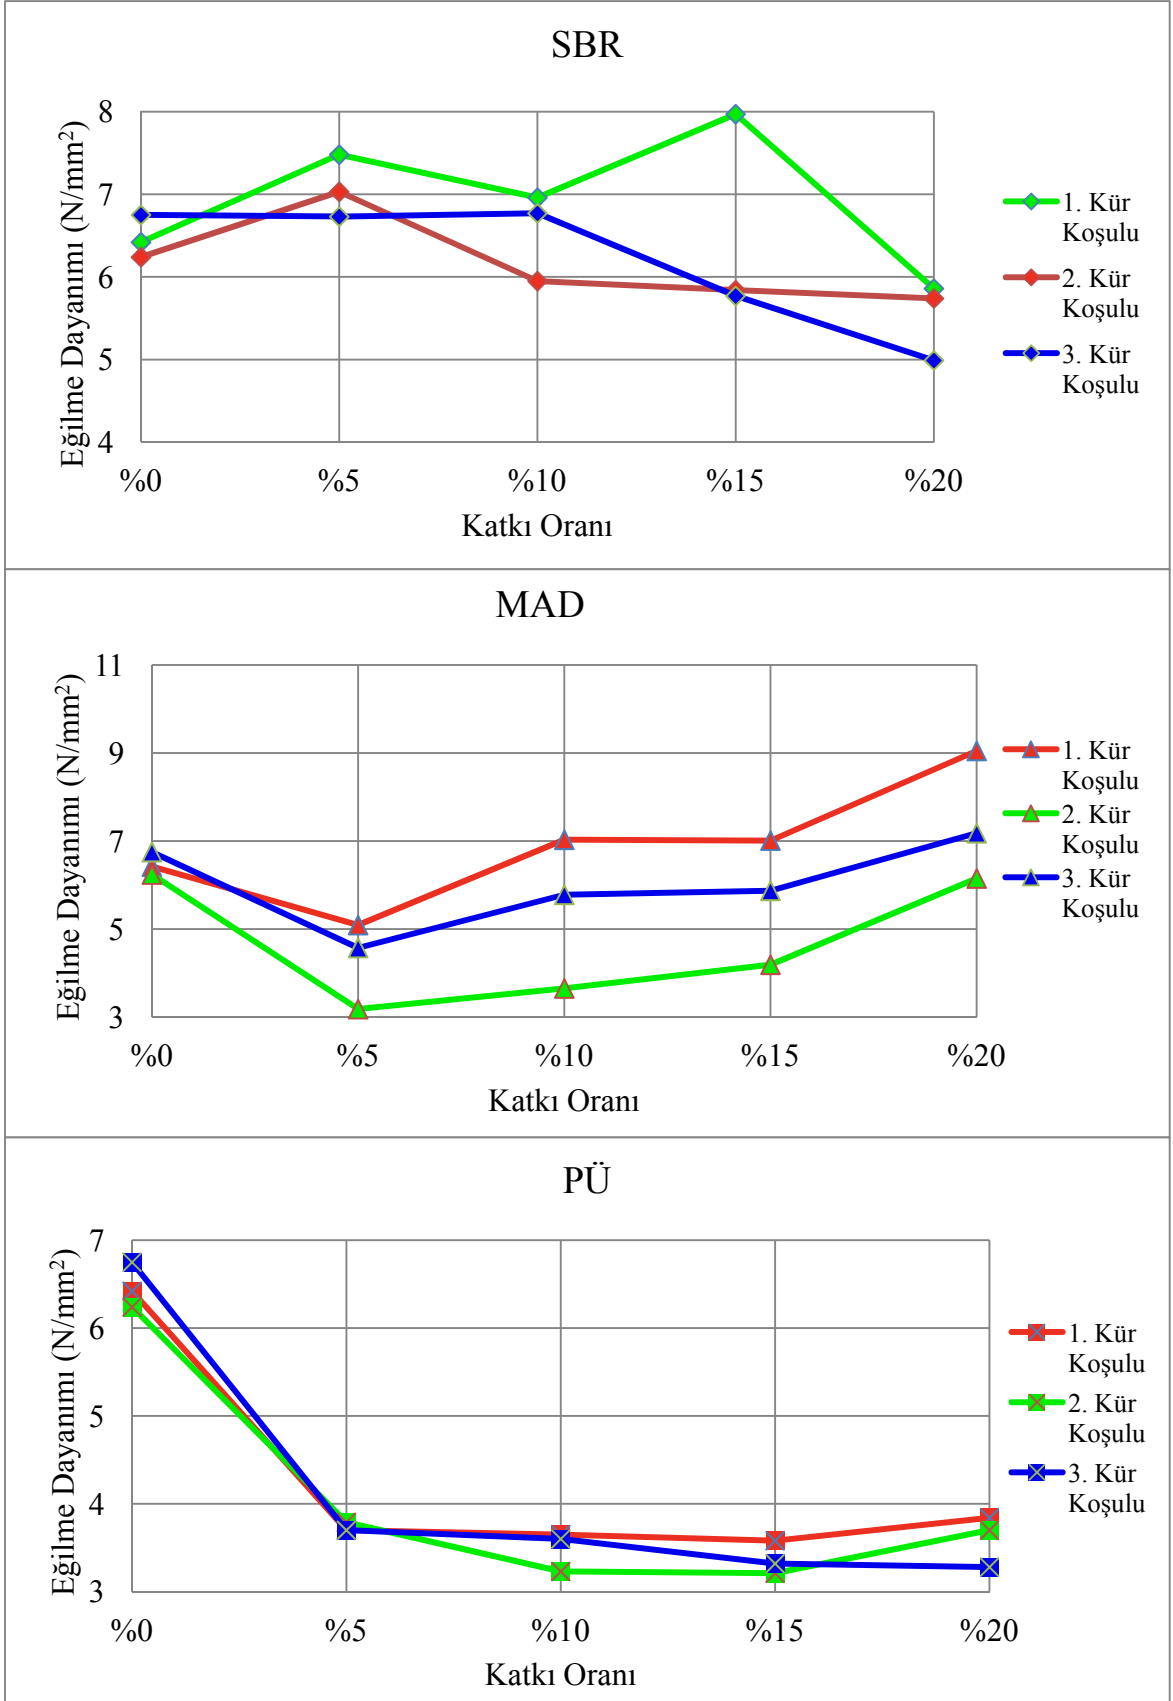 SBR
Eğilme Dayanımı (N/mm²)
8
7
6
5
4
%0 %5 %10 %15 %20
Katkı Oranı
1. Kür
Koşulu
2. Kür
Koşulu
3. Kür
Koşulu
MAD
Eğilme Dayanımı (N/mm²)
11
9
7
5
3
%0 %5 %10 %15 %20
Katkı Oranı
1. Kür
Koşulu
2. Kür
Koşulu
3. Kür
Koşulu
PÜ
Eğilme Dayanımı (N/mm²)
7
6
5
4
3
%0 %5 %10 %15 %20
Katkı Oranı
1. Kür
Koşulu
2. Kür
Koşulu
3. Kür
Koşulu